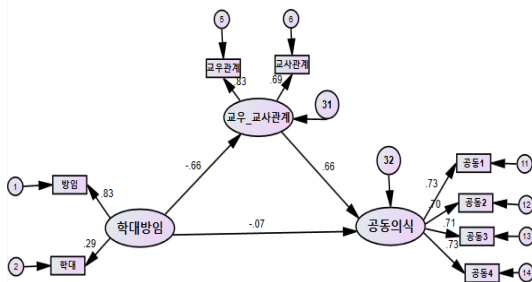 5
6
교우관계
교사관계
.83
.69
31
교우_교사관계
-.66
.66
32
1
방임
.83
학대방임
-.07
공동의식
.29
2
학대
.73
공동1
11
.70
공동2
12
.71
공동3
13
.73
공동4
14